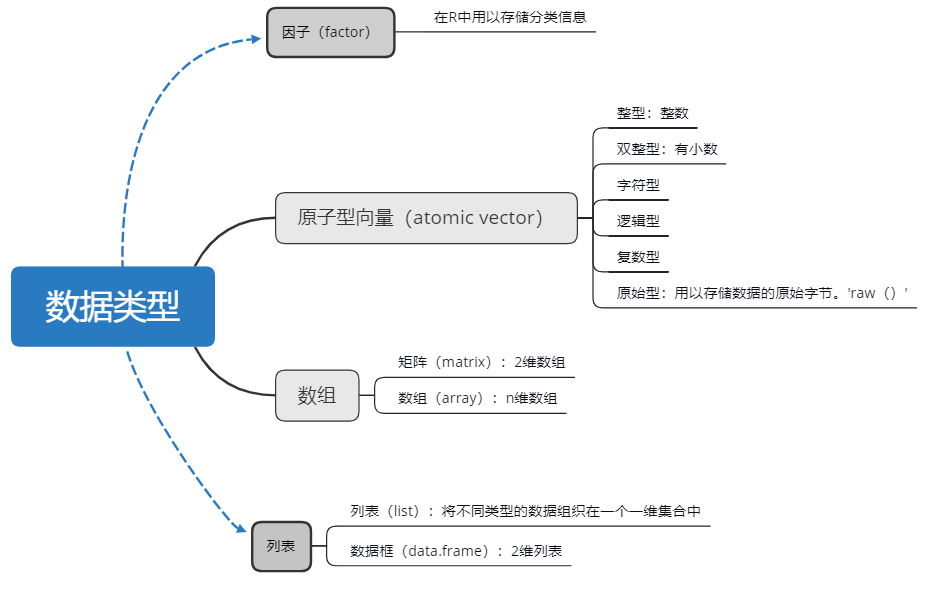 因子（factor）
在R中用以存储分类信息
整型：整数
双整型：有小数
字符型
逻辑型
复数型
原始型：用以存储数据的原始字节。'raw（）'
原子型向量（atomic vector）
数据类型
数组
矩阵（matrix）：2维数组
数组（array）：n维数组
列表
列表（list）：将不同类型的数据组织在一个一维集合中
数据框（data.frame）：2维列表